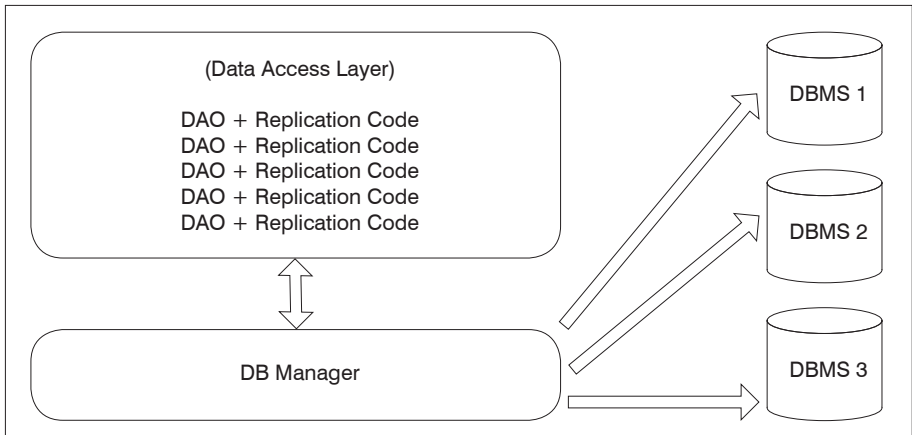 (Data Access Layer)
DAO + Replication Code
DAO + Replication Code
DAO + Replication Code
DAO + Replication Code
DAO + Replication Code
DB Manager
DBMS 1
DBMS 2
DBMS 3